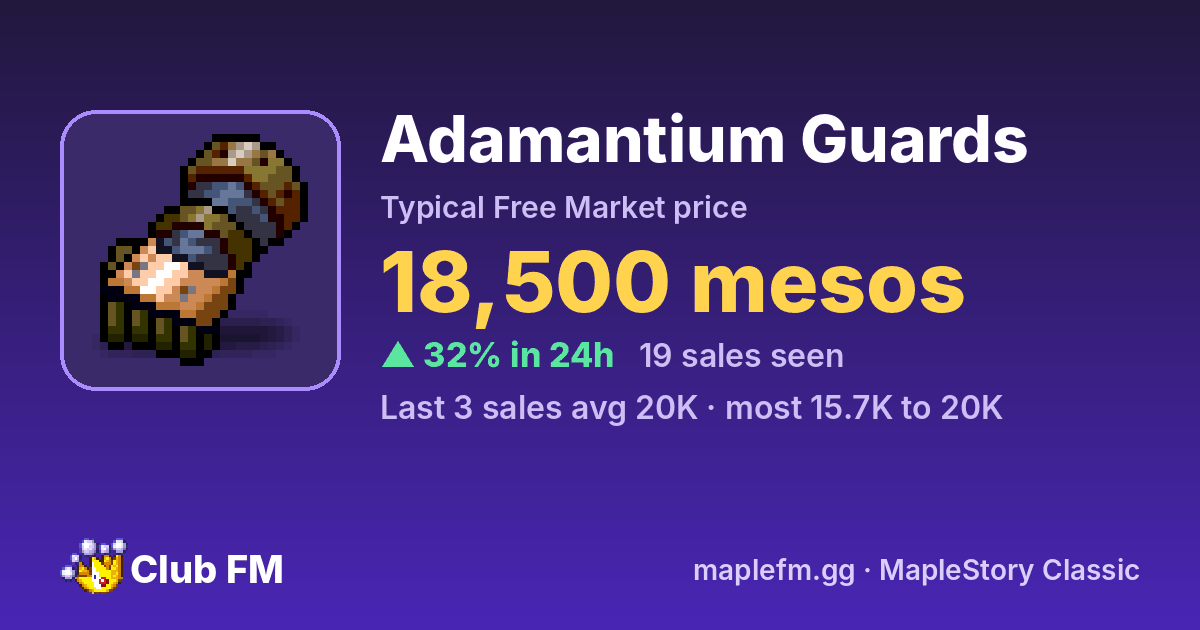 Adamantium Guards
Typical Free Market price
18,500 mesos
▲ 32% in 24h 19 sales seen
Last 3 sales avg 20K · most 15.7K to 20K
Club FM
maplefm.gg · MapleStory Classic